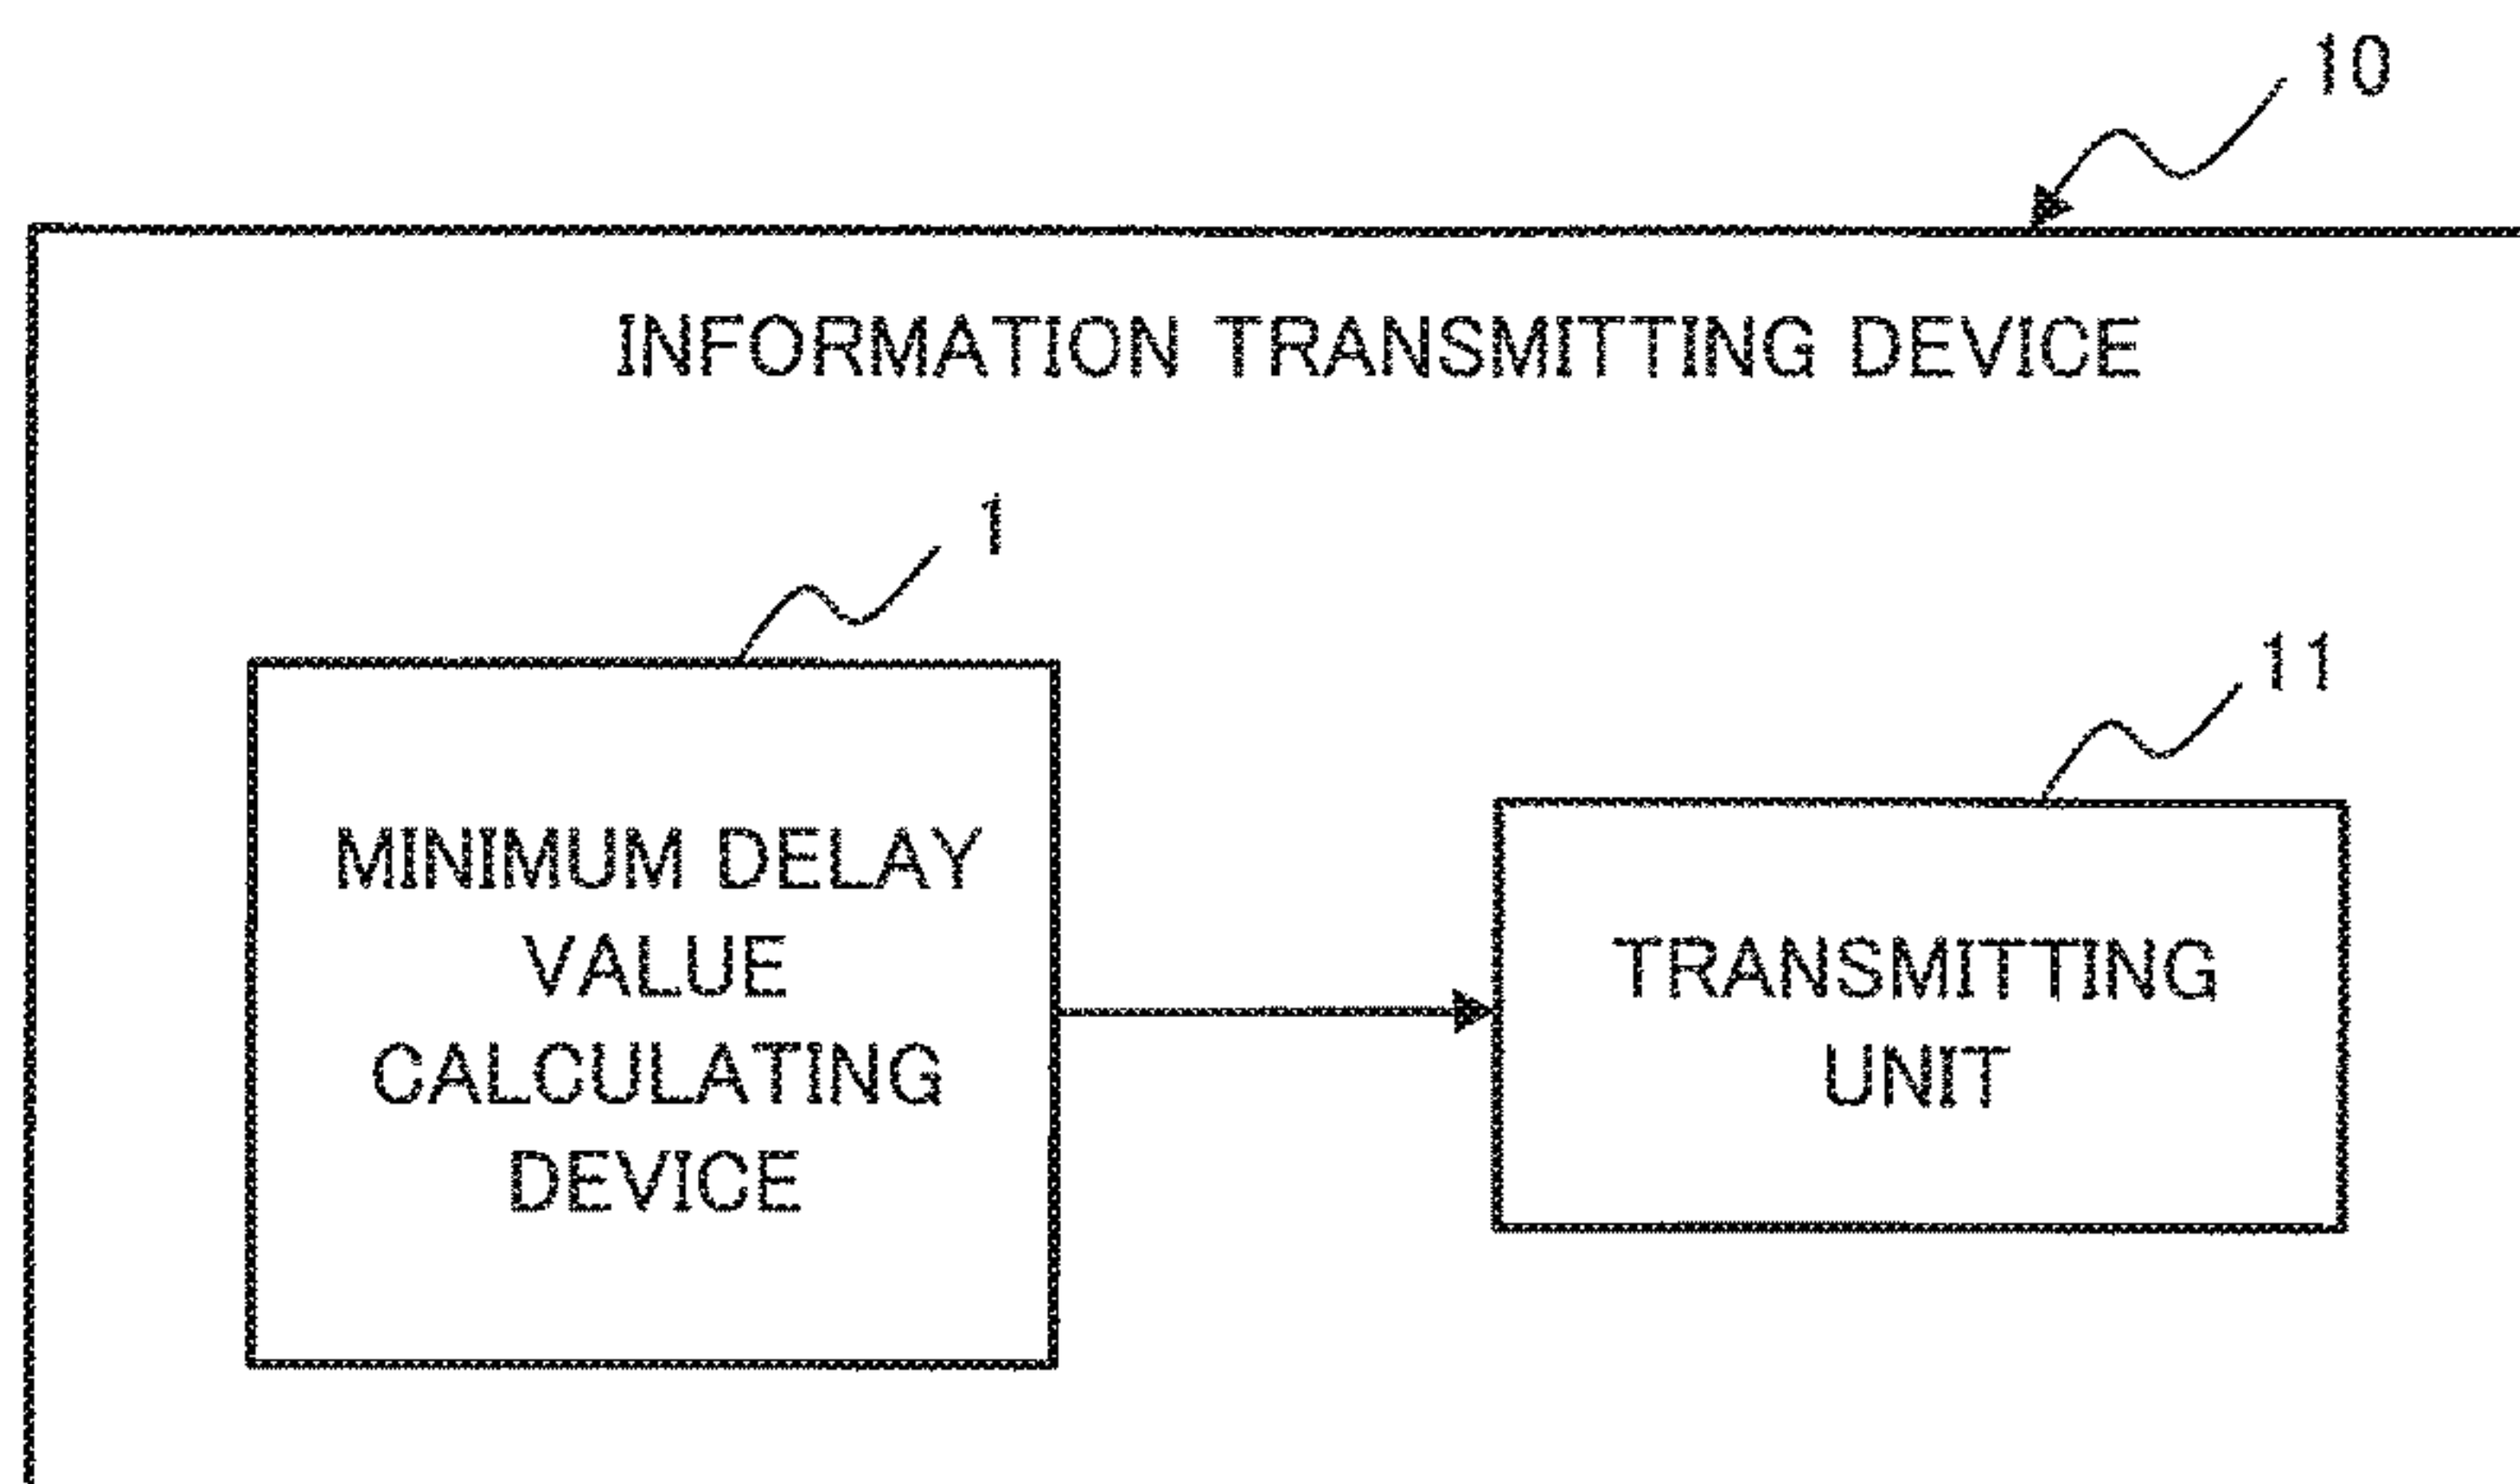 10
INFORMATION TRANSMITTING DEVICE
1
11
MINIMUM DELAY
VALUE
CALCULATING
DEVICE
TRANSMITTING
UNIT